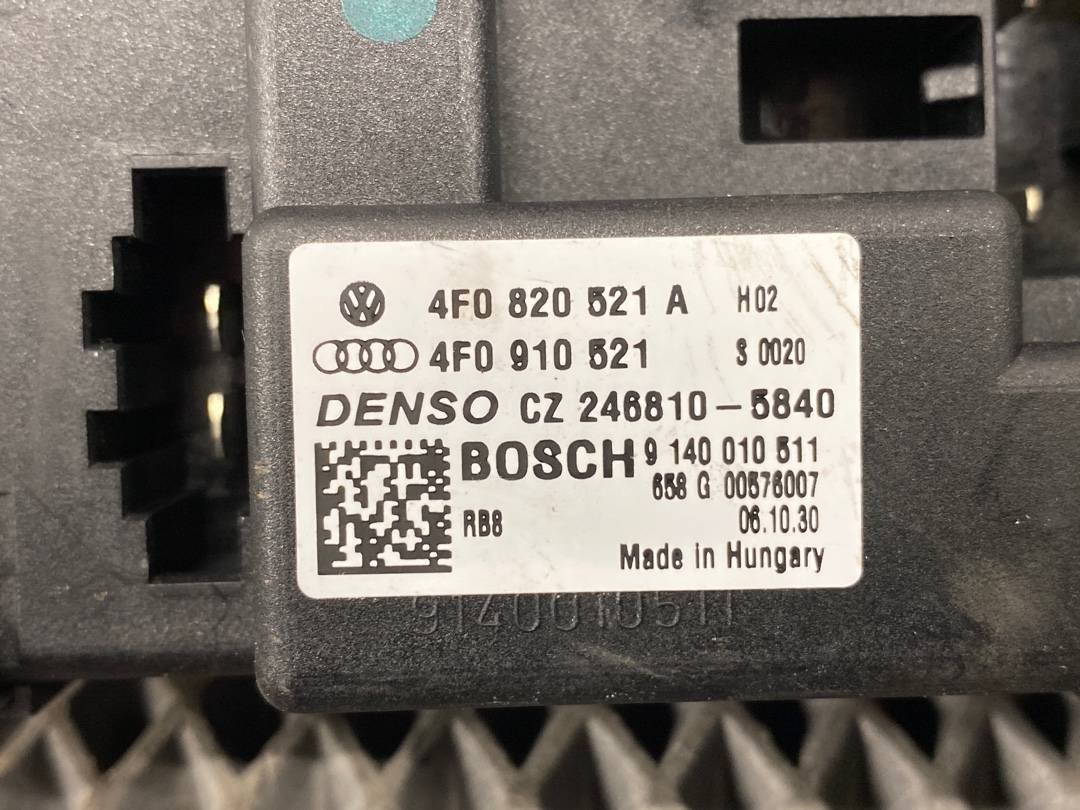 4F0 820 521 A H02
4F0 910 521 S 0020
DENSO CZ 246810-5840
BOSCH 9 140 010 511
658 G 00576007
RB8 06.10.30
Made in Hungary
9140010511